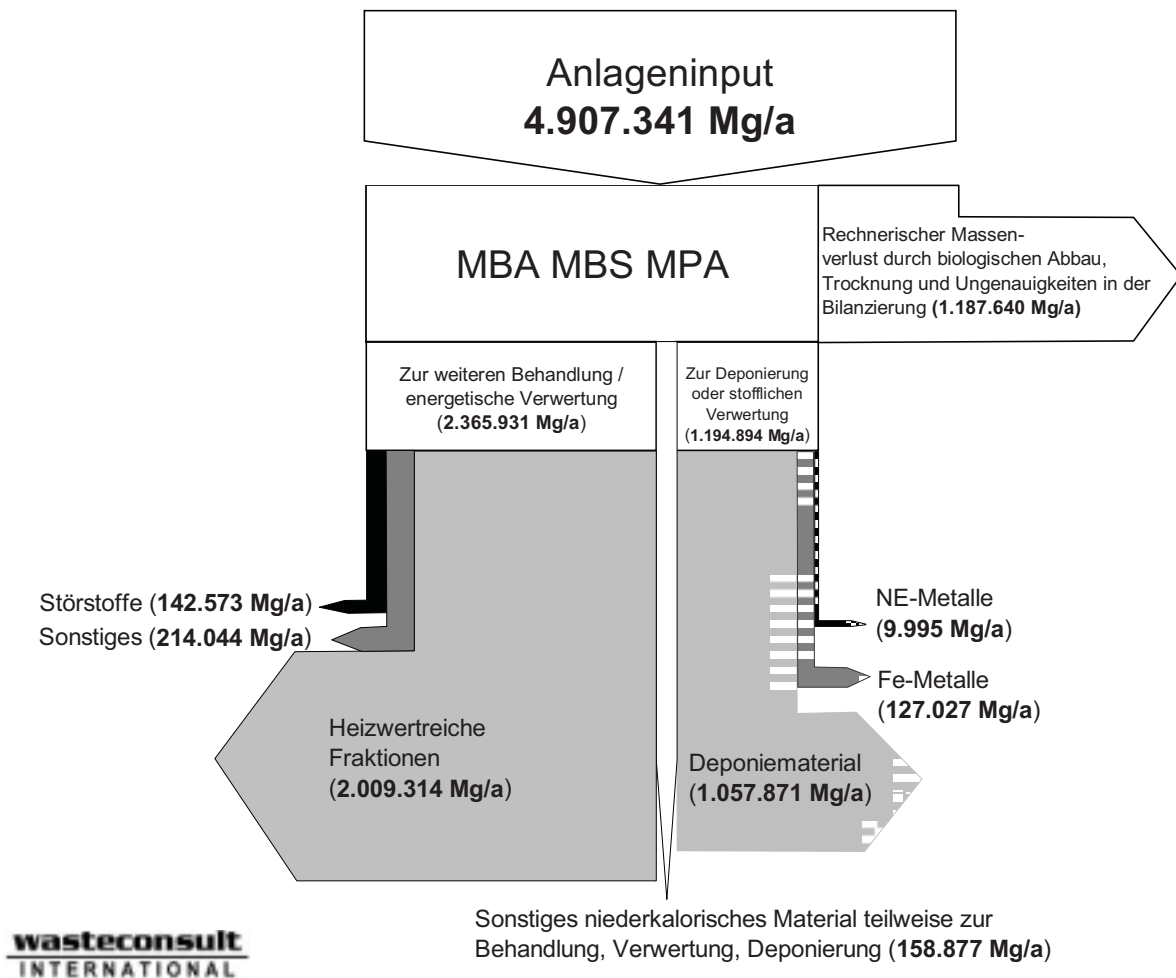 Anlageninput
4.907.341 Mg/a
MBA MBS MPA
Rechnerischer Massen-
verlust durch biologischen Abbau,
Trocknung und Ungenauigkeiten in der
Bilanzierung (1.187.640 Mg/a)
Zur weiteren Behandlung /
energetische Verwertung
(2.365.931 Mg/a)
Zur Deponierung
oder stofflichen
Verwertung
(1.194.894 Mg/a)
Störstoffe (142.573 Mg/a)
Sonstiges (214.044 Mg/a)
NE-Metalle
(9.995 Mg/a)
Fe-Metalle
(127.027 Mg/a)
Heizwertreiche
Fraktionen
(2.009.314 Mg/a)
Deponiematerial
(1.057.871 Mg/a)
Sonstiges niederkalorisches Material teilweise zur
Behandlung, Verwertung, Deponierung (158.877 Mg/a)
wasteconsult
INTERNATIONAL